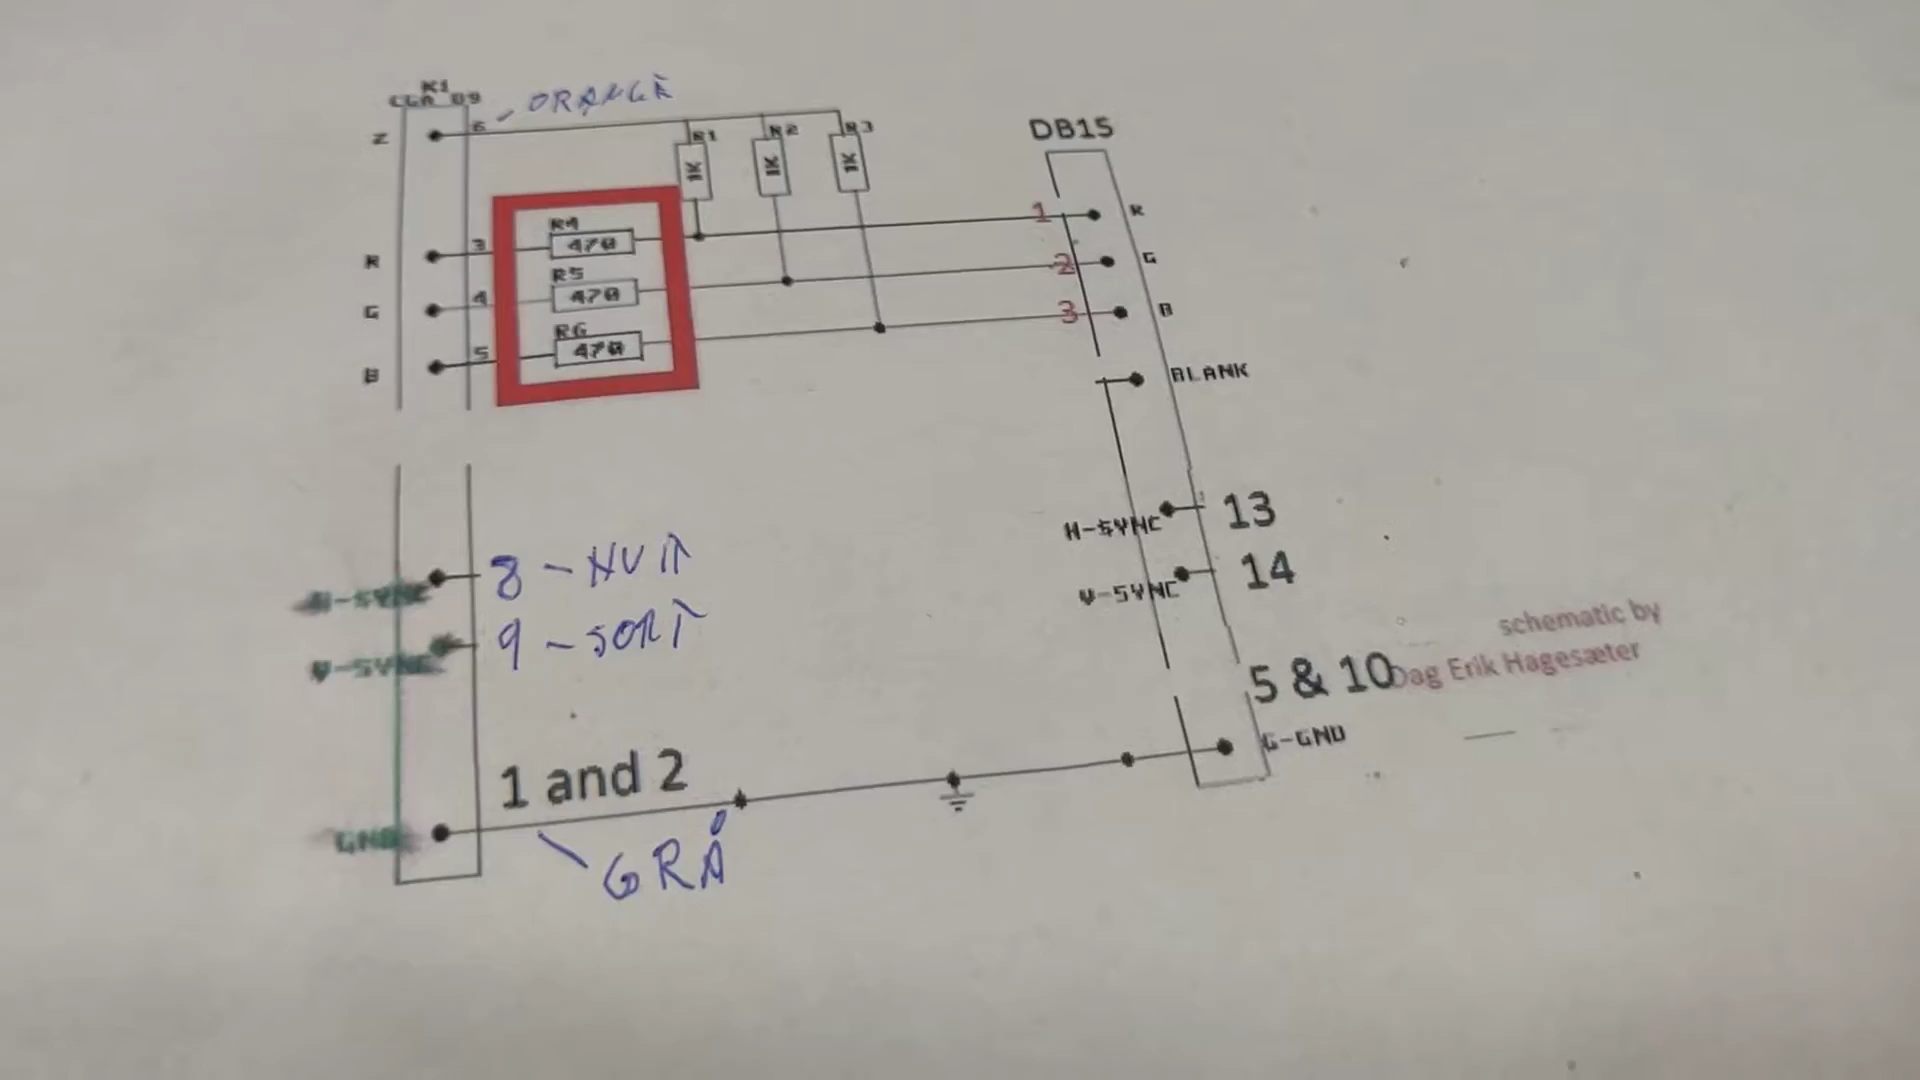 K1
CGA D9
ORANGE
Z
6
R1
R2
R3
1K
1K
1K
DB15
R4
470
R
3
1
R
R5
470
G
4
2
G
R6
470
B
5
3
B
BLANK
H-SYNC
8 - HVIT
H-SYNC
13
V-SYNC
9 - SORT
V-SYNC
14
schematic by
Dag Erik Hagesæter
5 & 10
G-GND
1 and 2
GND
GRÅ